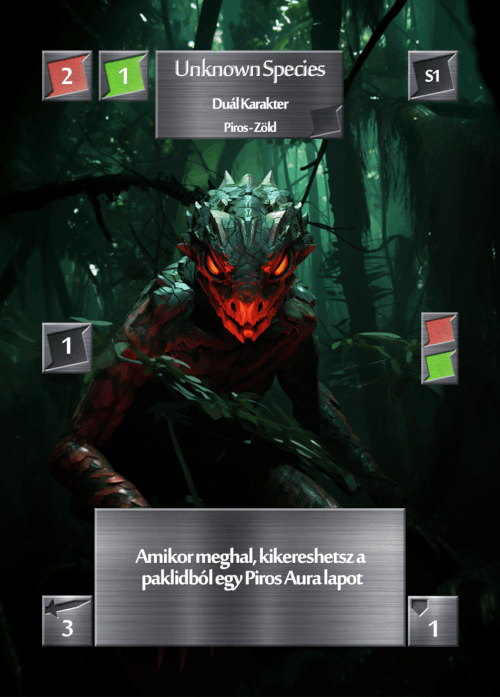 2
1
Unknown Species
S1
Duál Karakter
Piros - Zöld
1
Amikor meghal, kikereshetsz a
paklidból egy Piros Aura lapot
3
1